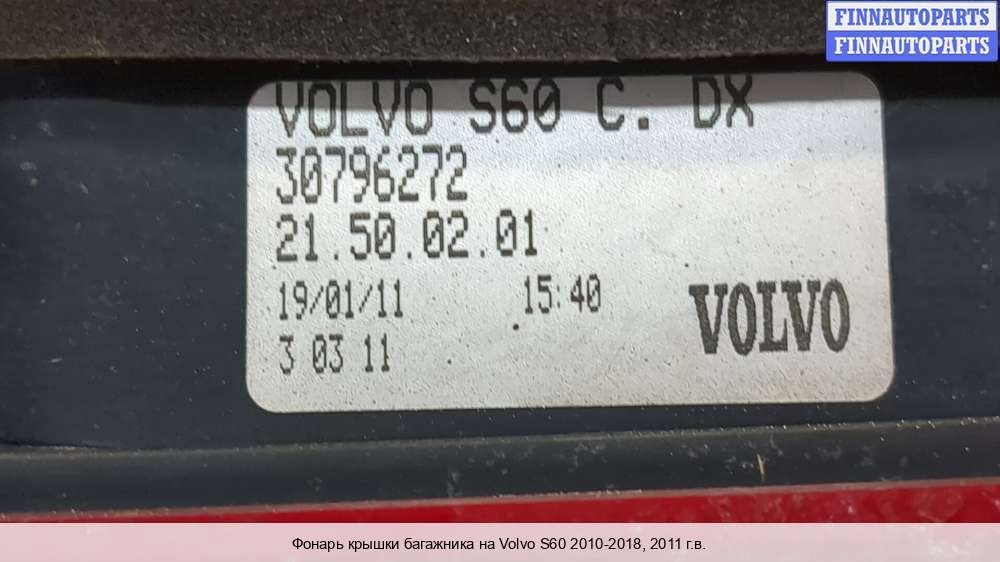 FINNAUTOPARTS
FINNAUTOPARTS
VOLVO S60 C. DX
30796272
21.50.02.01
19/01/11 15:40
3 03 11
VOLVO
Фонарь крышки багажника на Volvo S60 2010-2018, 2011 г.в.